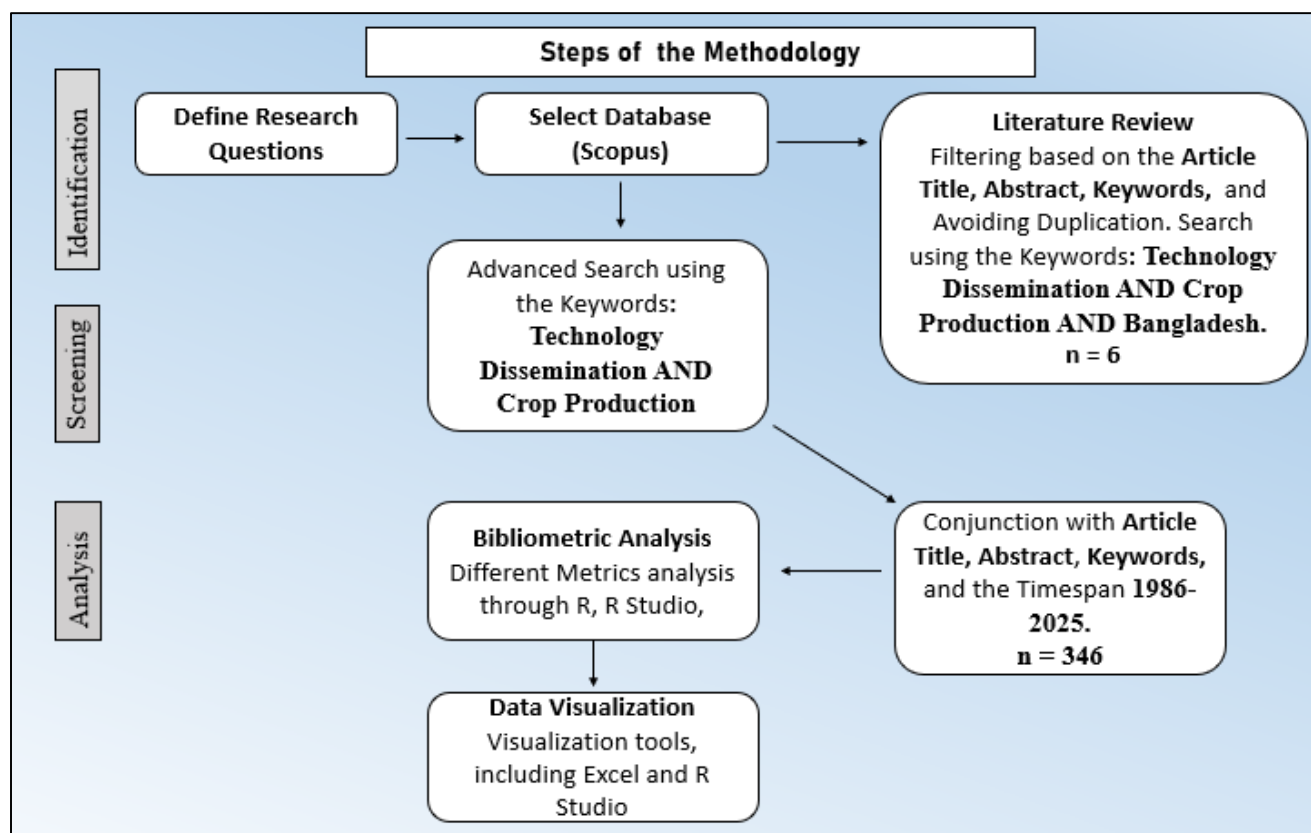 Steps of the Methodology
Identification
Define Research
Questions
Select Database
(Scopus)
Literature Review
Filtering based on the Article
Title, Abstract, Keywords, and
Avoiding Duplication. Search
using the Keywords: Technology
Dissemination AND Crop
Production AND Bangladesh.
n = 6
Screening
Advanced Search using
the Keywords:
Technology
Dissemination AND
Crop Production
Analysis
Conjunction with Article
Title, Abstract, Keywords,
and the Timespan 1986-
2025.
n = 346
Bibliometric Analysis
Different Metrics analysis
through R, R Studio,
Data Visualization
Visualization tools,
including Excel and R
Studio